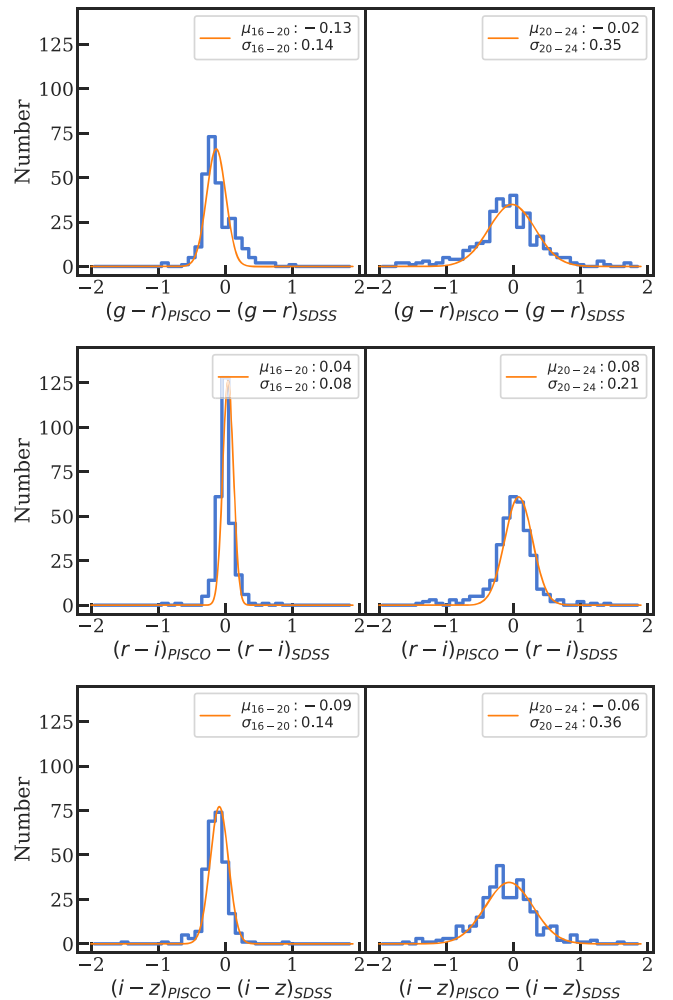 μ16−20 : −0.13
σ16−20 : 0.14
μ20−24 : −0.02
σ20−24 : 0.35
Number
125
100
75
50
25
0
−2 −1 0 1 2
−2 −1 0 1 2
(g − r)PISCO − (g − r)SDSS
(g − r)PISCO − (g − r)SDSS
μ16−20 : 0.04
σ16−20 : 0.08
μ20−24 : 0.08
σ20−24 : 0.21
Number
125
100
75
50
25
0
−2 −1 0 1 2
−2 −1 0 1 2
(r − i)PISCO − (r − i)SDSS
(r − i)PISCO − (r − i)SDSS
μ16−20 : −0.09
σ16−20 : 0.14
μ20−24 : −0.06
σ20−24 : 0.36
Number
125
100
75
50
25
0
−2 −1 0 1 2
−2 −1 0 1 2
(i − z)PISCO − (i − z)SDSS
(i − z)PISCO − (i − z)SDSS